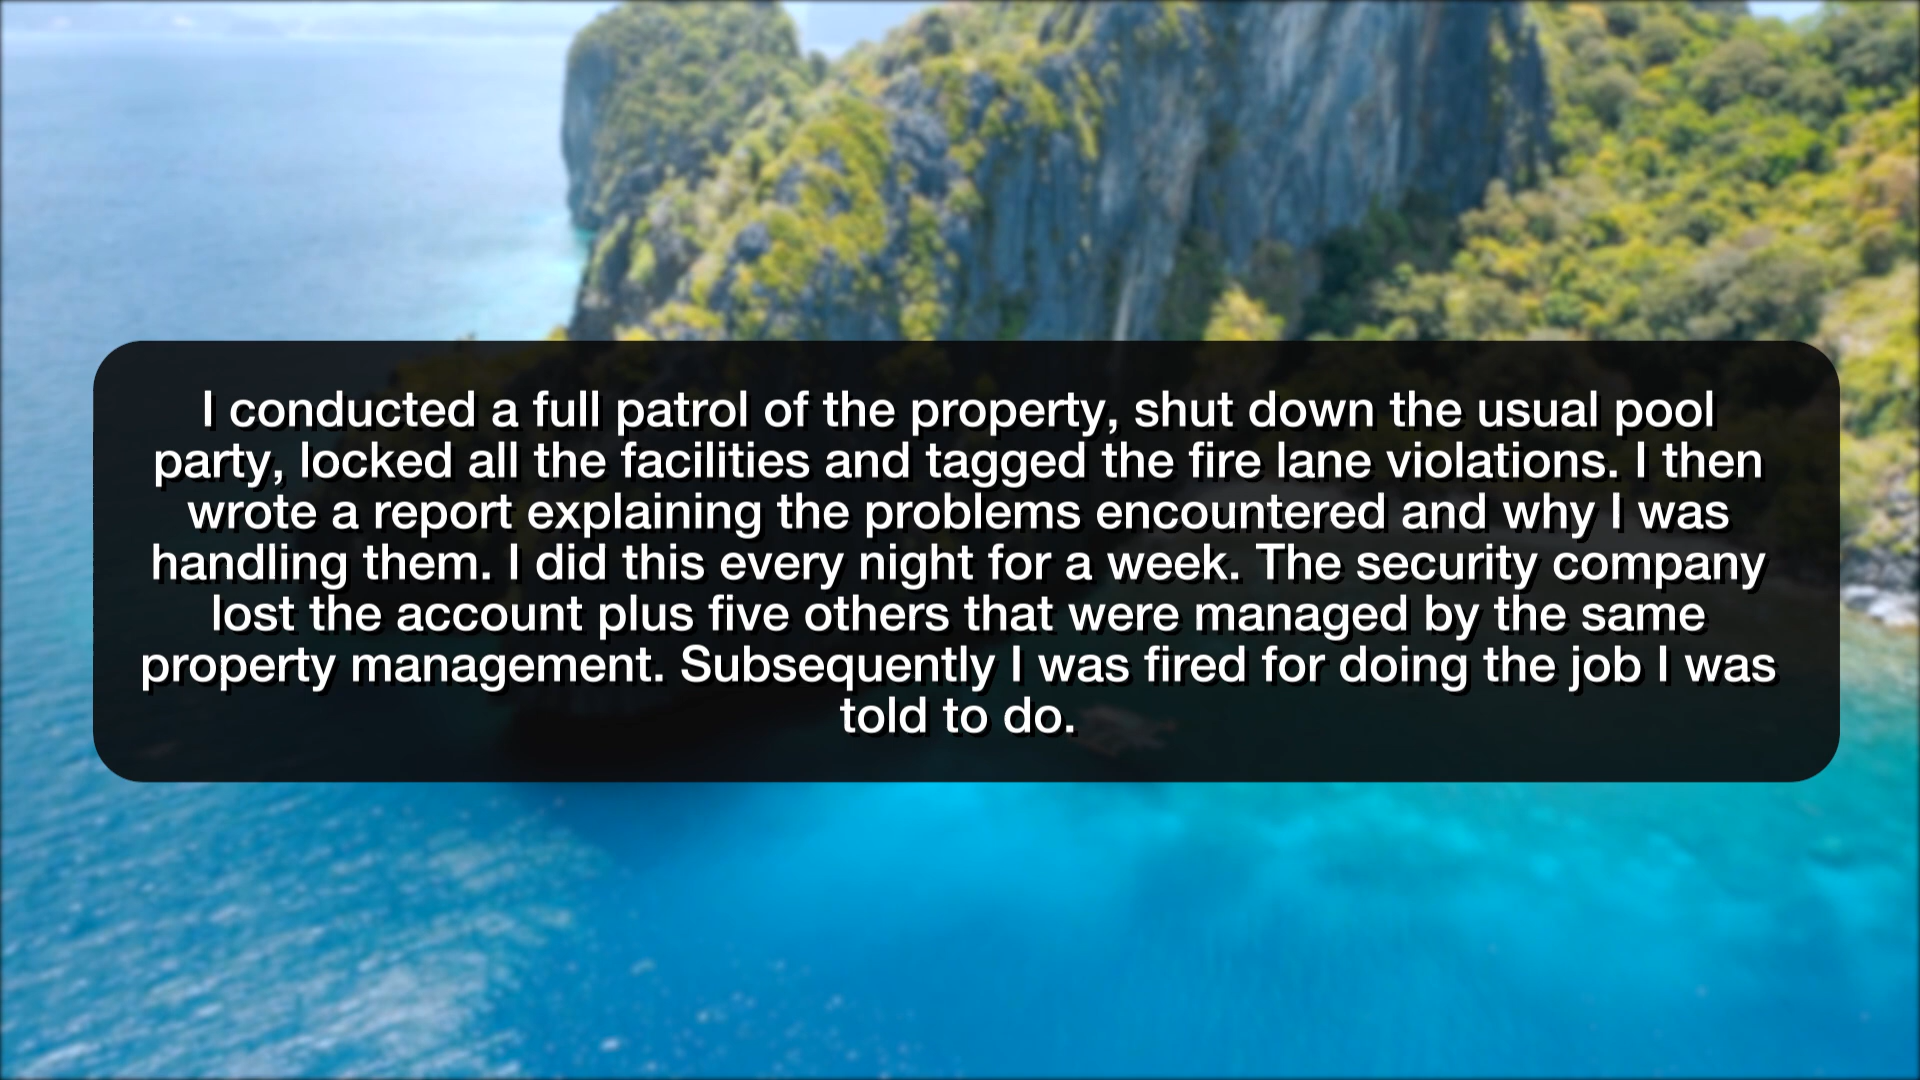 I conducted a full patrol of the property, shut down the usual pool
party, locked all the facilities and tagged the fire lane violations. I then
wrote a report explaining the problems encountered and why I was
handling them. I did this every night for a week. The security company
lost the account plus five others that were managed by the same
property management. Subsequently I was fired for doing the job I was
told to do.